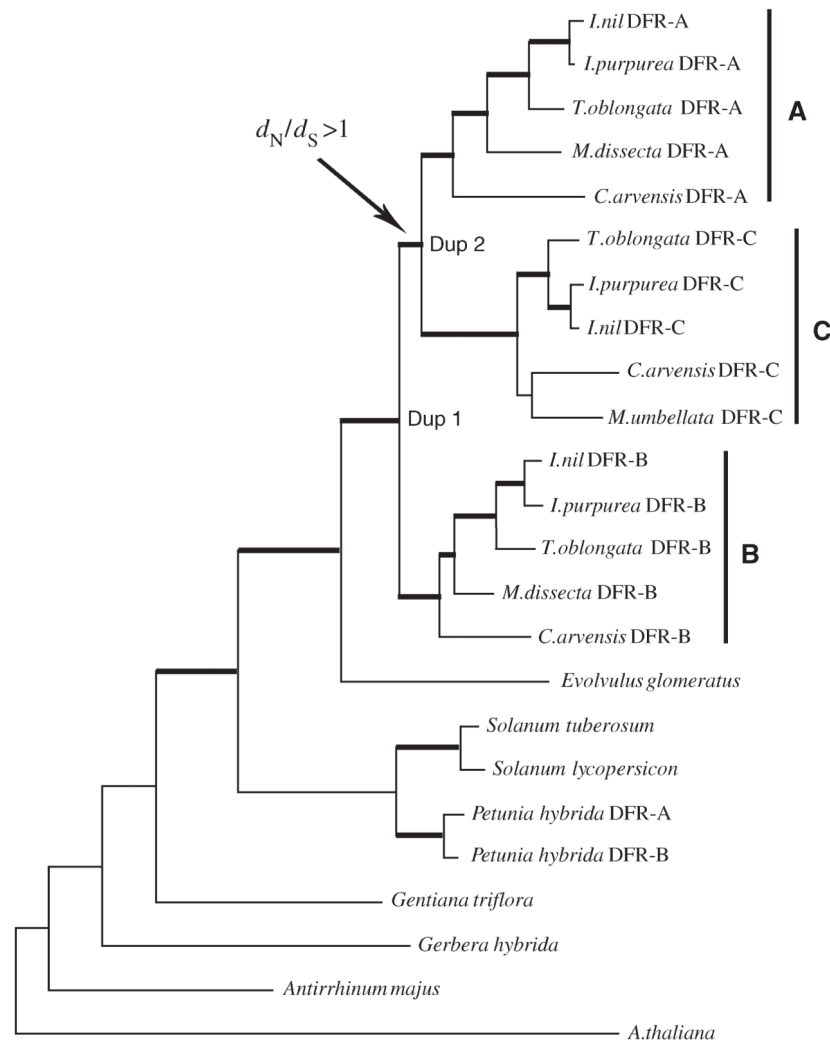 I.nil DFR-A
I.purpurea DFR-A
T.oblongata DFR-A
A
dN/dS >1
M.dissecta DFR-A
C.arvensis DFR-A
T.oblongata DFR-C
Dup 2
I.purpurea DFR-C
I.nil DFR-C
C
C.arvensis DFR-C
M.umbellata DFR-C
Dup 1
I.nil DFR-B
I.purpurea DFR-B
T.oblongata DFR-B
B
M.dissecta DFR-B
C.arvensis DFR-B
Evolvulus glomeratus
Solanum tuberosum
Solanum lycopersicon
Petunia hybrida DFR-A
Petunia hybrida DFR-B
Gentiana triflora
Gerbera hybrida
Antirrhinum majus
A.thaliana